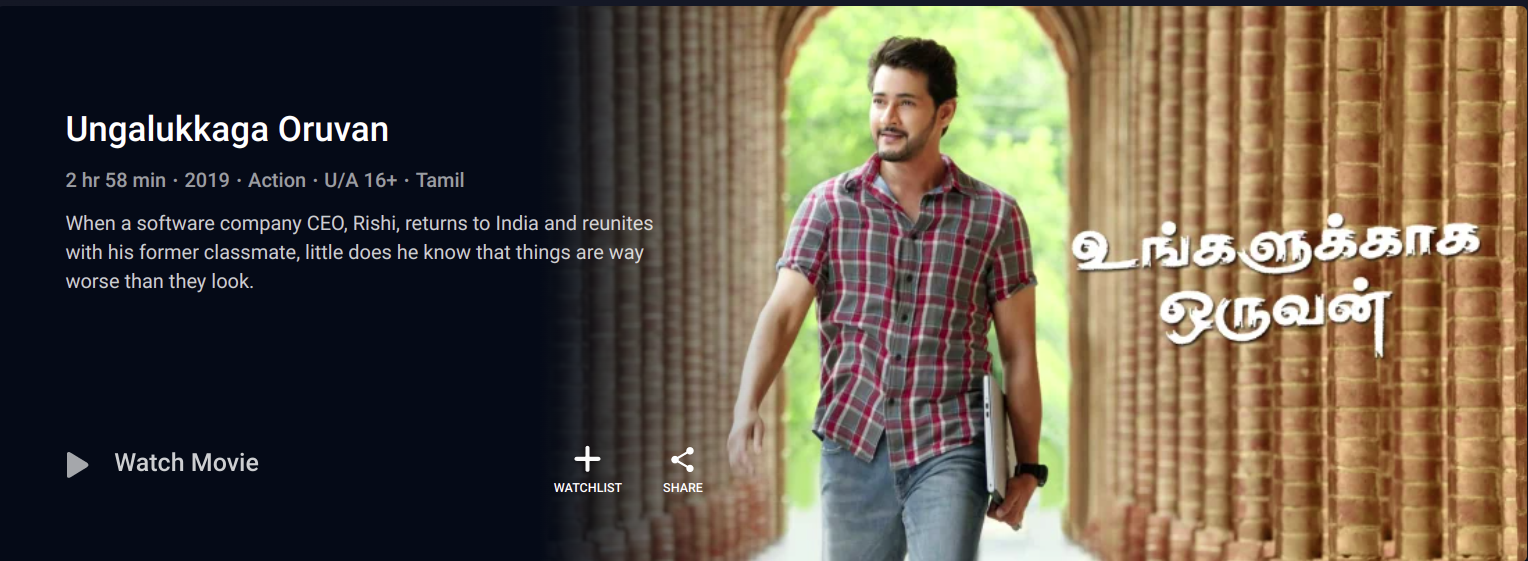 Ungalukkaga Oruvan
2 hr 58 min · 2019 · Action · U/A 16+ · Tamil
When a software company CEO, Rishi, returns to India and reunites
with his former classmate, little does he know that things are way
worse than they look.
Watch Movie
WATCHLIST
SHARE
உங்களுக்காக
ஒருவன்